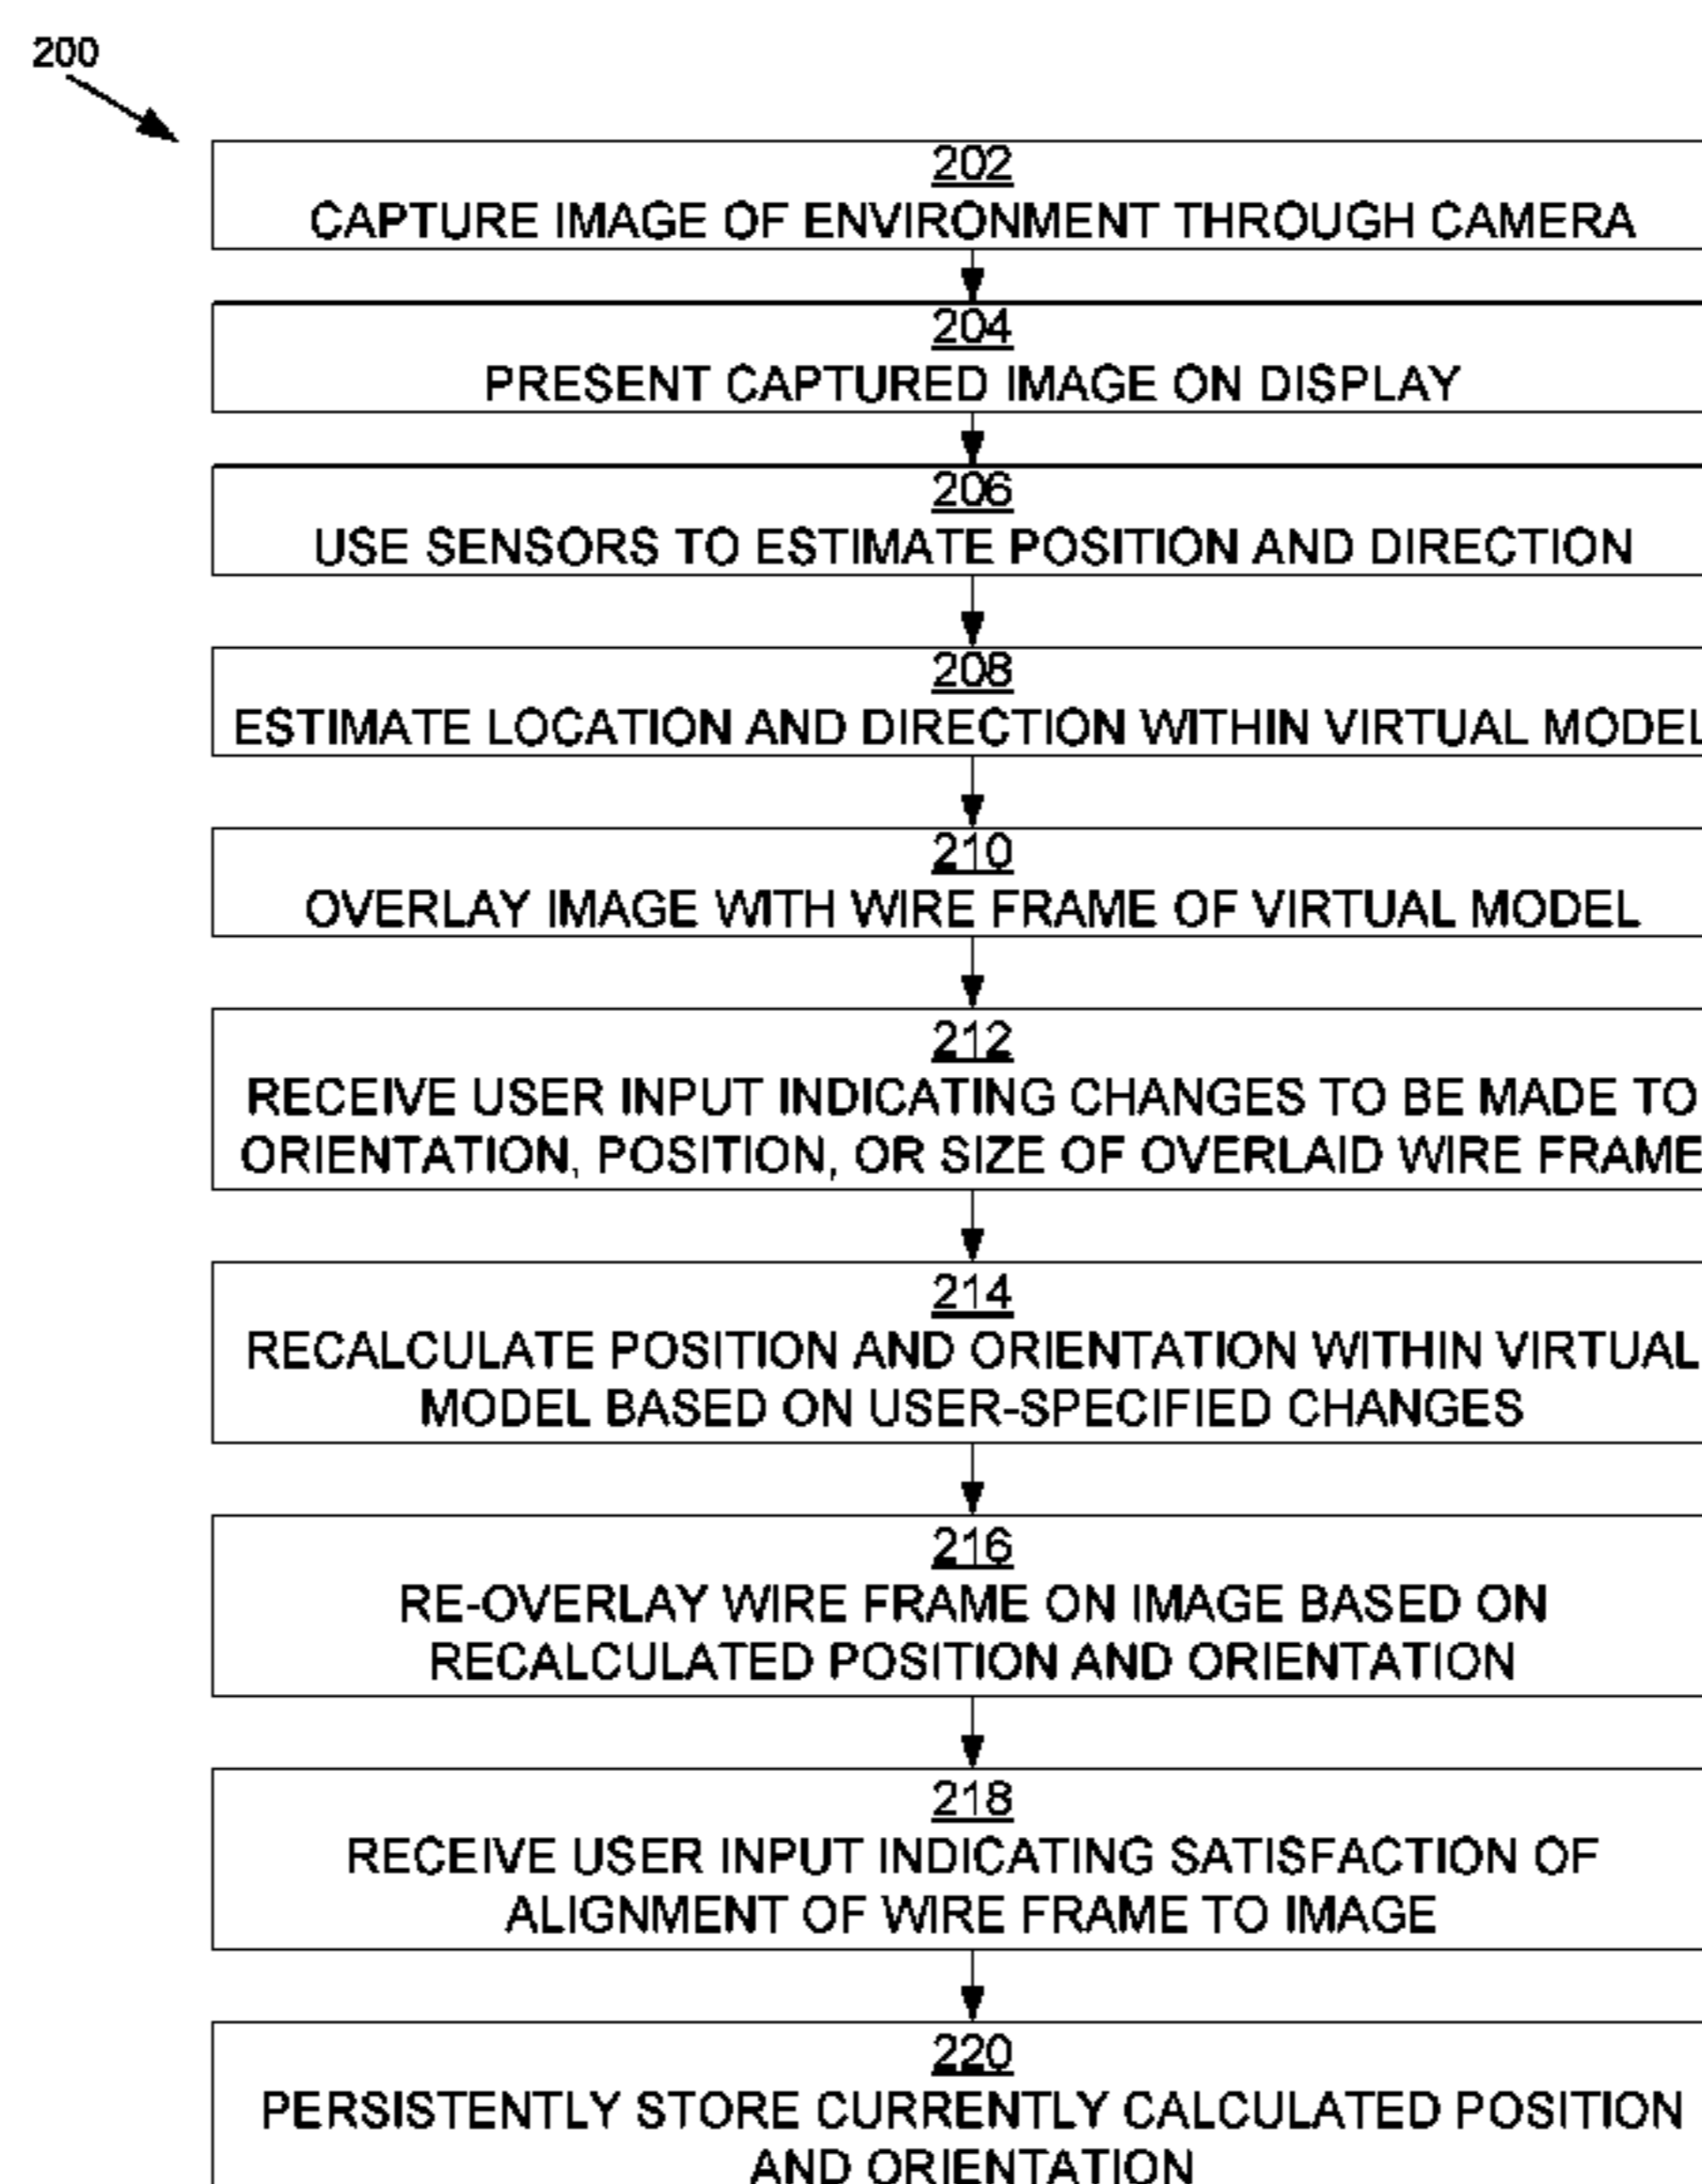 200
202
CAPTURE IMAGE OF ENVIRONMENT THROUGH CAMERA
204
PRESENT CAPTURED IMAGE ON DISPLAY
206
USE SENSORS TO ESTIMATE POSITION AND DIRECTION
208
ESTIMATE LOCATION AND DIRECTION WITHIN VIRTUAL MODEL
210
OVERLAY IMAGE WITH WIRE FRAME OF VIRTUAL MODEL
212
RECEIVE USER INPUT INDICATING CHANGES TO BE MADE TO
ORIENTATION, POSITION, OR SIZE OF OVERLAID WIRE FRAME
214
RECALCULATE POSITION AND ORIENTATION WITHIN VIRTUAL
MODEL BASED ON USER-SPECIFIED CHANGES
216
RE-OVERLAY WIRE FRAME ON IMAGE BASED ON
RECALCULATED POSITION AND ORIENTATION
218
RECEIVE USER INPUT INDICATING SATISFACTION OF
ALIGNMENT OF WIRE FRAME TO IMAGE
220
PERSISTENTLY STORE CURRENTLY CALCULATED POSITION
AND ORIENTATION